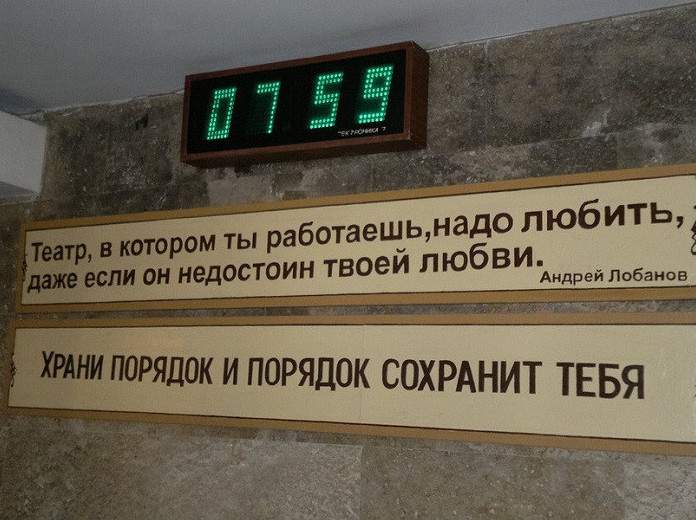 07 59
Театр, в котором ты работаешь,надо любить,
даже если он недостоин твоей любви.
Андрей Лобанов
ХРАНИ ПОРЯДОК И ПОРЯДОК СОХРАНИТ ТЕБЯ